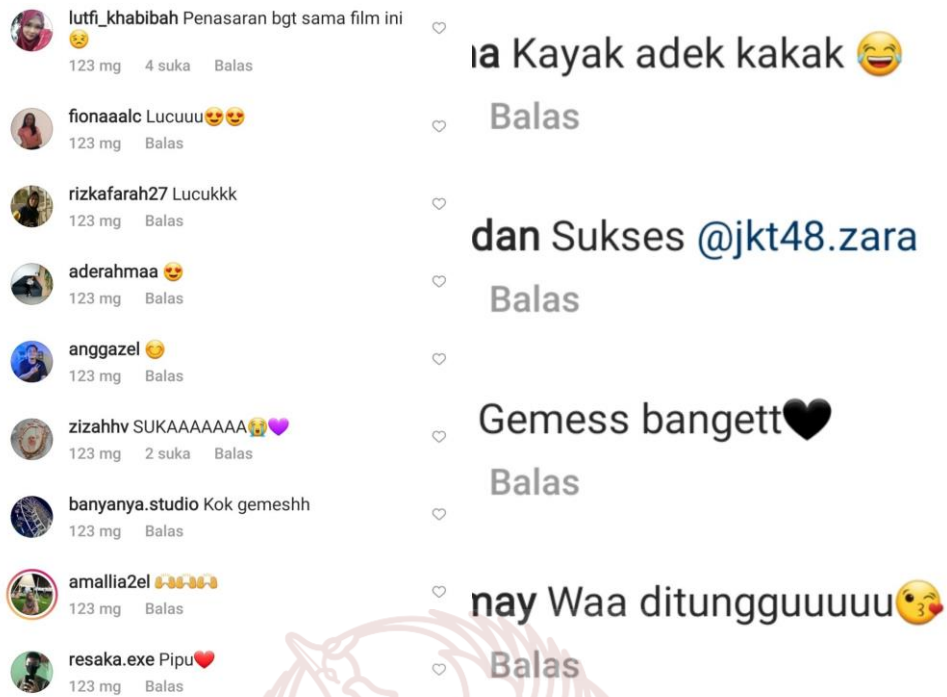 lutfi_khabibah Penasaran bgt sama film ini
😣
123 mg 4 suka Balas
fionaaalc Lucuuu😍😍
123 mg Balas
rizkafarah27 Lucukkk
123 mg Balas
aderahmaa 😍
123 mg Balas
anggazel 😊
123 mg Balas
zizahhv SUKAAAAAAA😭💜
123 mg 2 suka Balas
banyanya.studio Kok gemeshh
123 mg Balas
amallia2el 🙌🙌🙌
123 mg Balas
resaka.exe Pipu❤️
123 mg Balas
a Kayak adek kakak 😂
Balas
dan Sukses @jkt48.zara
Balas
Gemess bangett🖤
Balas
nay Waa ditungguuuuu😘
Balas